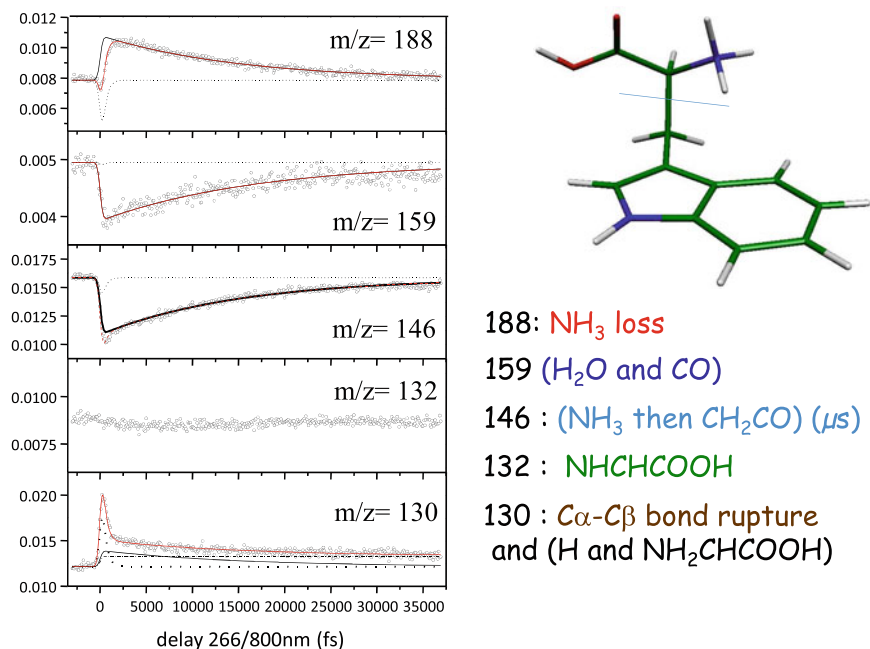 0.012
0.010
0.008
0.006
m/z= 188
0.005
0.004
m/z= 159
0.0175
0.0150
0.0125
0.0100
m/z= 146
0.0100
0.0075
m/z= 132
0.020
0.015
0.010
m/z= 130
0 5000 10000 15000 20000 25000 30000 35000
delay 266/800nm (fs)
188: NH₃ loss
159 (H₂O and CO)
146 : (NH₃ then CH₂CO) (µs)
132 : NHCHCOOH
130 : Cα-Cβ bond rupture
and (H and NH₂CHCOOH)